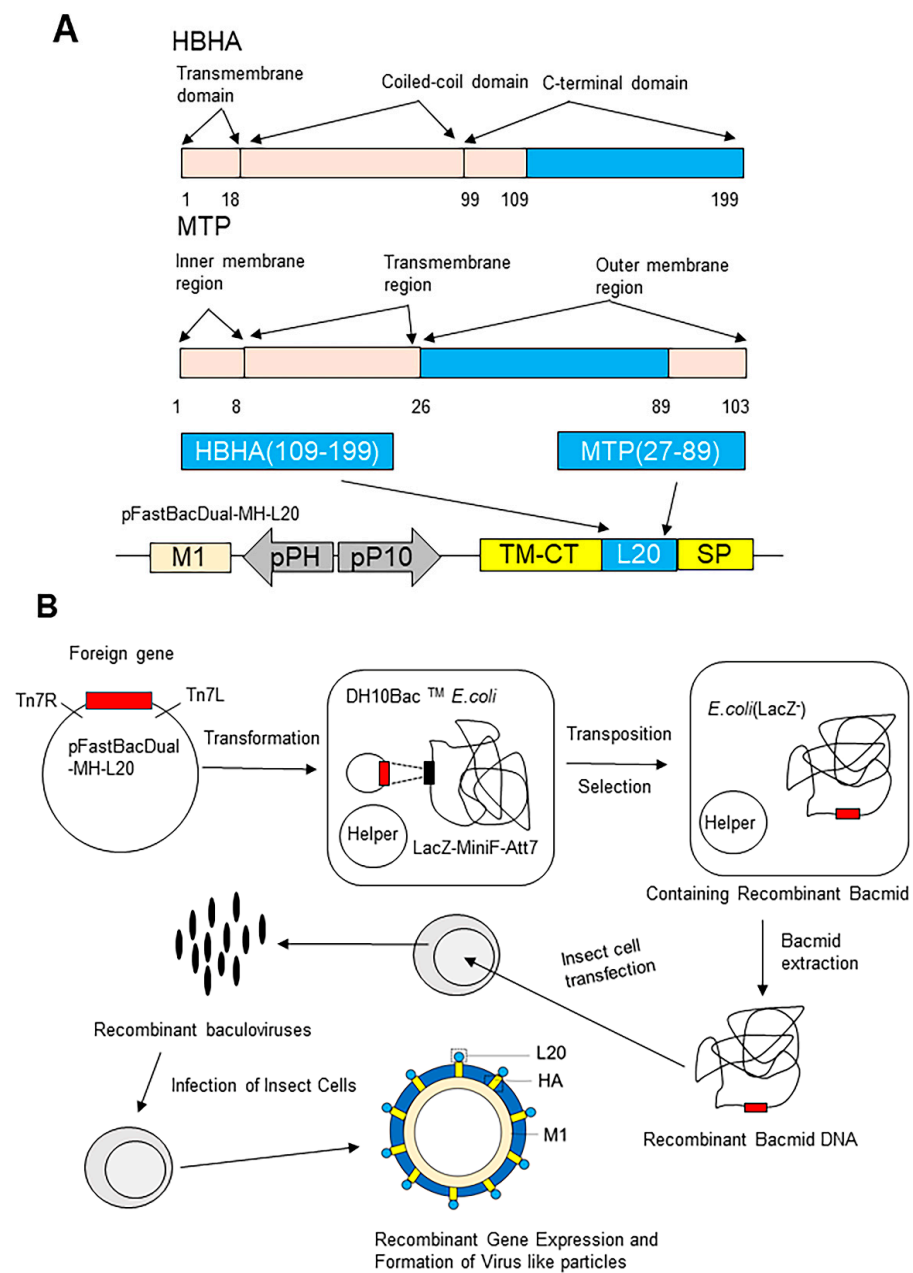 A
HBHA
Transmembrane
domain
Coiled-coil domain
C-terminal domain
1
18
99
109
199
MTP
Inner membrane
region
Transmembrane
region
Outer membrane
region
1
8
26
89
103
HBHA(109-199)
MTP(27-89)
pFastBacDual-MH-L20
M1
pPH
pP10
TM-CT
L20
SP
B
Foreign gene
Tn7R
Tn7L
pFastBacDual
-MH-L20
Transformation
DH10Bac TM E.coli
Helper
LacZ-MiniF-Att7
Transposition
Selection
E.coli(LacZ-)
Helper
Containing Recombinant Bacmid
Bacmid
extraction
Insect cell
transfection
Recombinant baculoviruses
Infection of Insect Cells
L20
HA
M1
Recombinant Bacmid DNA
Recombinant Gene Expression and
Formation of Virus like particles